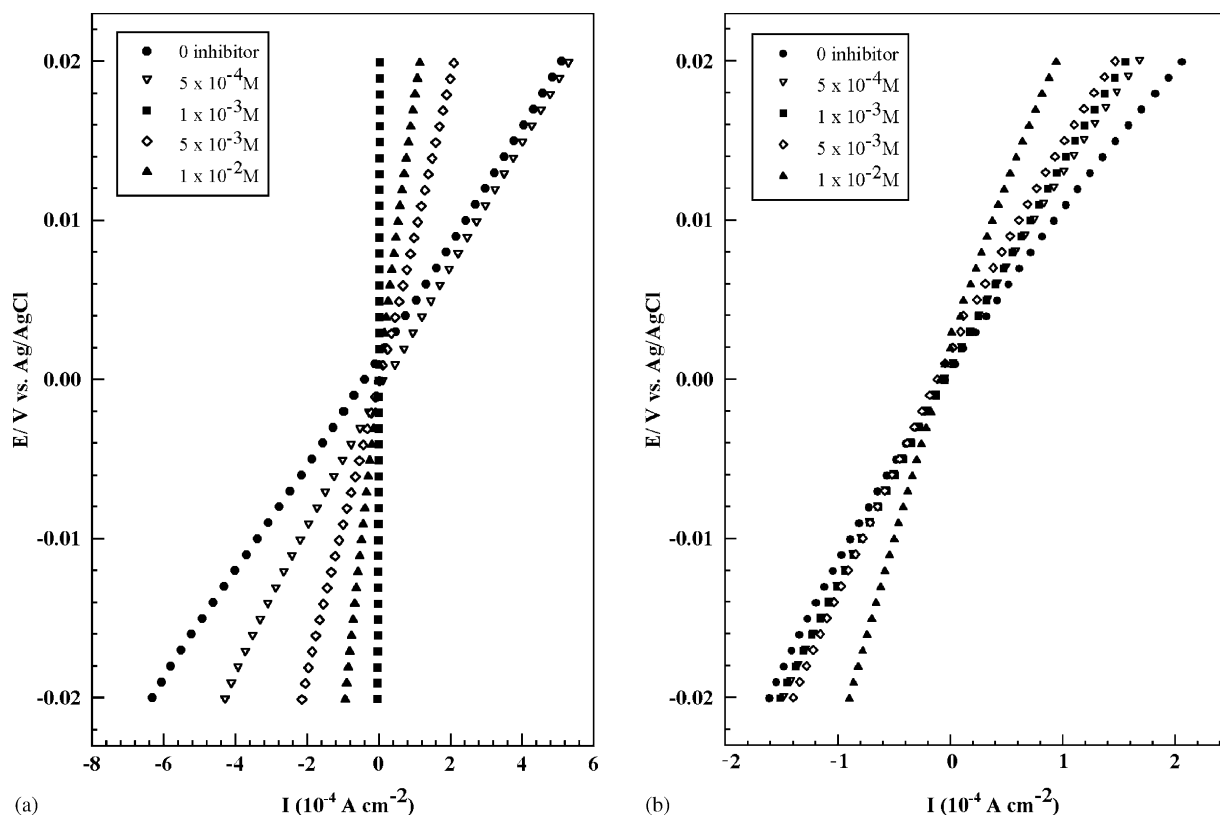 0 inhibitor
5 x 10⁻⁴M
1 x 10⁻³M
5 x 10⁻³M
1 x 10⁻²M
0.02
0.01
0.00
-0.01
-0.02
E/ V vs. Ag/AgCl
-8
-6
-4
-2
0
2
4
6
I (10⁻⁴ A cm⁻²)
(a)
0 inhibitor
5 x 10⁻⁴M
1 x 10⁻³M
5 x 10⁻³M
1 x 10⁻²M
0.02
0.01
0.00
-0.01
-0.02
E/ V vs. Ag/AgCl
-2
-1
0
1
2
I (10⁻⁴ A cm⁻²)
(b)